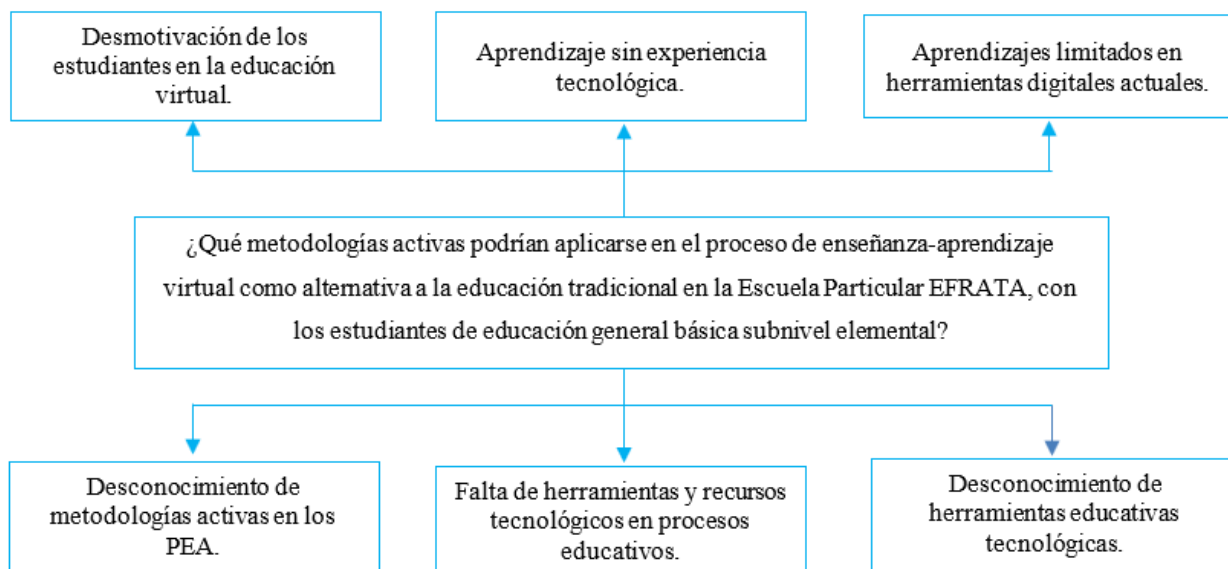 Desmotivación de los
estudiantes en la educación
virtual.
Aprendizaje sin experiencia
tecnológica.
Aprendizajes limitados en
herramientas digitales actuales.
¿Qué metodologías activas podrían aplicarse en el proceso de enseñanza-aprendizaje
virtual como alternativa a la educación tradicional en la Escuela Particular EFRATA, con
los estudiantes de educación general básica subnivel elemental?
Desconocimiento de
metodologías activas en los
PEA.
Falta de herramientas y recursos
tecnológicos en procesos
educativos.
Desconocimiento de
herramientas educativas
tecnológicas.